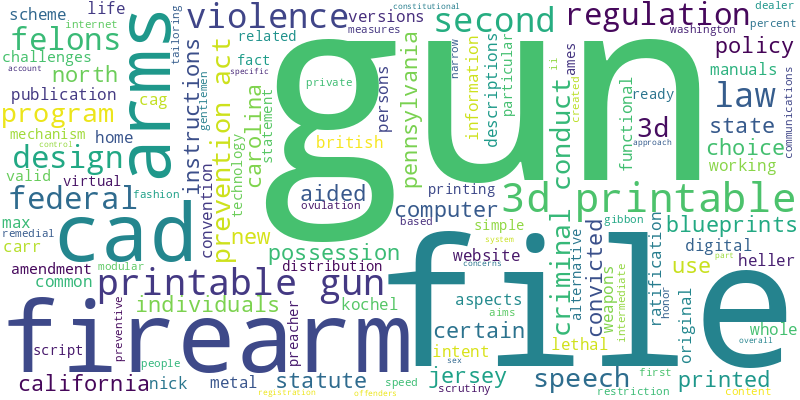 scheme
life
violence
versions
second
regulation
dealer
internet
constitutional
percent
felons
arms
tailoring
related
measures
washington
challenges
gentlemen
fact
specific
account
gun
policy
publication
north
instructions
prevention act
carolina
statement
technology
private
persons
pennsylvania
narrow
information
descriptions
particular
ii
created
ames
functional
ready
manuals
communications
program
cag
law
mechanism
control
home
british
conduct
3d
state
approach
choice
design
valid
working
federal
virtual
fashion
aided
ovulation
printing
3d printable
max
remedial
carr
cad
convention
new
computer
based
simple
gibbon
blueprints
system
digital
possession
website
concerns
criminal
alternative
convicted
weapons
intermediate
ratification
honor
part
amendment
modular
distribution
use
heller
common
printable gun
file
aspects
original
whole
firearm
preventive
individuals
preacher
kochel
aims
certain
lethal
overall
script
intent
people
sex
first
california
nick
metal
statute
speed
scrutiny
jersey
speech
printed
registration
offenders
restriction
content